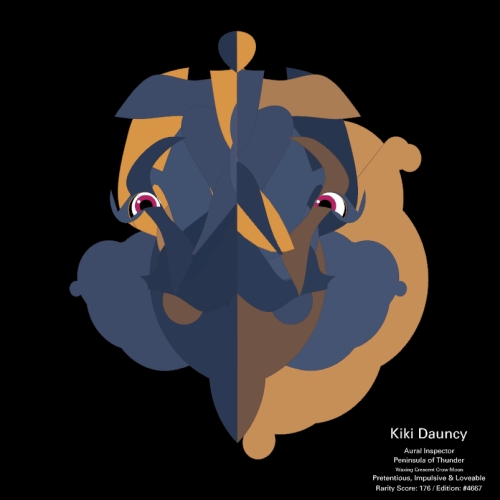 Kiki Dauncy
Aural Inspector
Peninsula of Thunder
Waxing Crescent Crow Moon
Pretentious, Impulsive & Loveable
Rarity Score: 176 / Edition: #4667